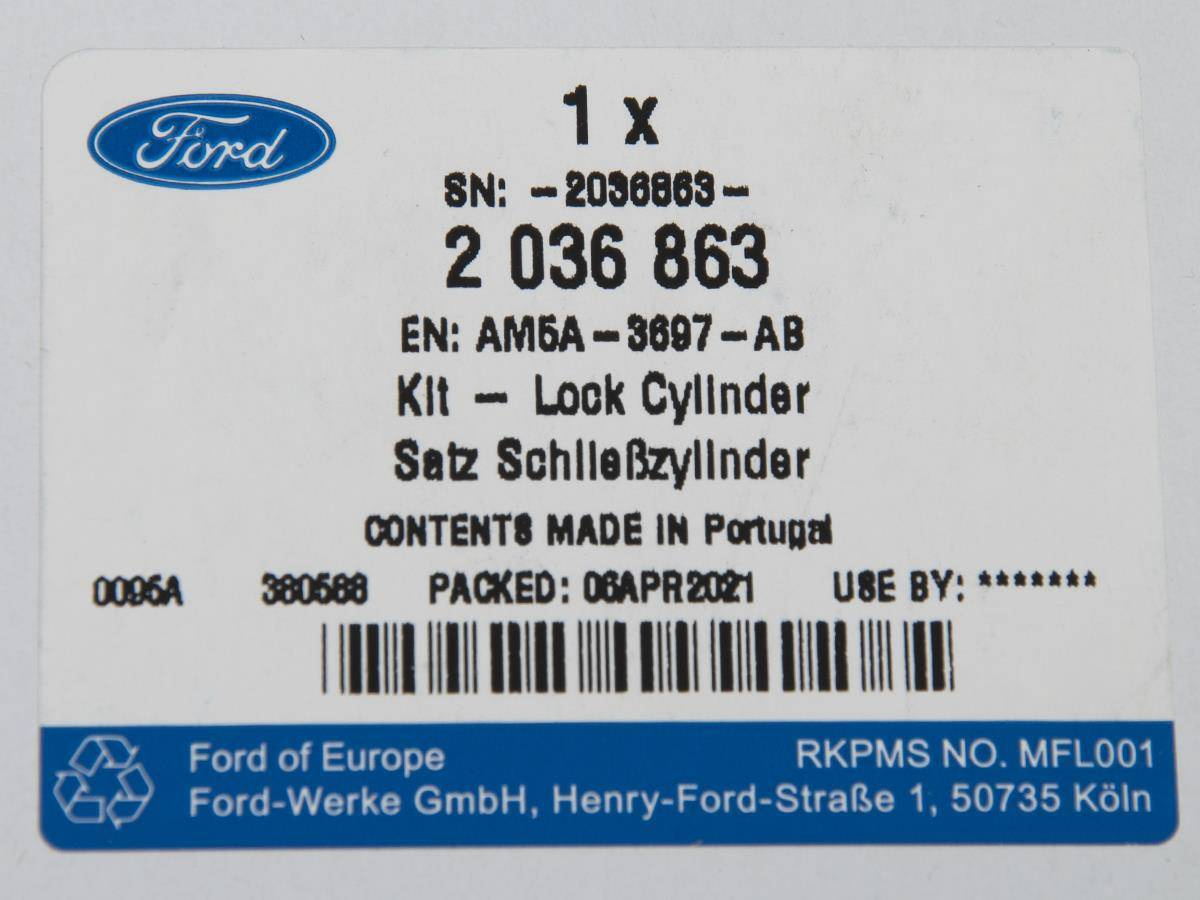 Ford
1 x
SN: -2036863-
2 036 863
EN: AM5A-3697-AB
Kit - Lock Cylinder
Satz Schließzylinder
CONTENTS MADE IN Portugal
0095A 380588 PACKED: 06APR2021 USE BY: *******
Ford of Europe RKPMS NO. MFL001
Ford-Werke GmbH, Henry-Ford-Straße 1, 50735 Köln